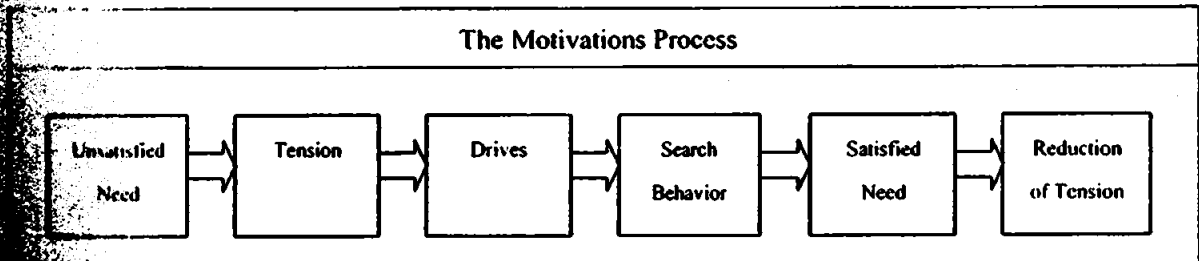 The Motivations Process
Unsatisfied
Need
Tension
Drives
Search
Behavior
Satisfied
Need
Reduction
of Tension